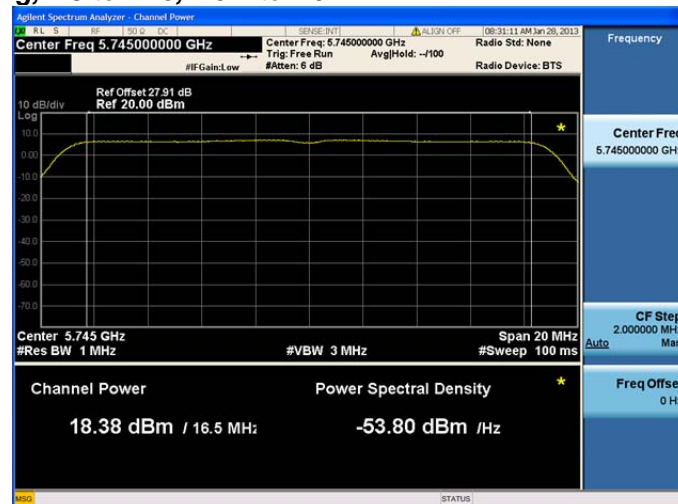 Agilent Spectrum Analyzer - Channel Power
RL S RF 50 Ω DC SENSE:INT ALIGN OFF 08:31:11 AM Jan 28, 2013
Center Freq 5.745000000 GHz
Center Freq: 5.745000000 GHz
Radio Std: None
Trig: Free Run Avg|Hold: --/100
#IFGain:Low
#Atten: 6 dB
Radio Device: BTS
Frequency
Ref Offset 27.91 dB
10 dB/div Ref 20.00 dBm
Log
10.0
0.00
-10.0
-20.0
-30.0
-40.0
-50.0
-60.0
-70.0
Center 5.745 GHz
Span 20 MHz
#Res BW 1 MHz
#VBW 3 MHz
#Sweep 100 ms
Channel Power
Power Spectral Density
18.38 dBm / 16.5 MHz
-53.80 dBm /Hz
Center Freq
5.745000000 GHz
CF Step
2.000000 MH
Auto Ma
Freq Offse
0 H
MSG
STATUS